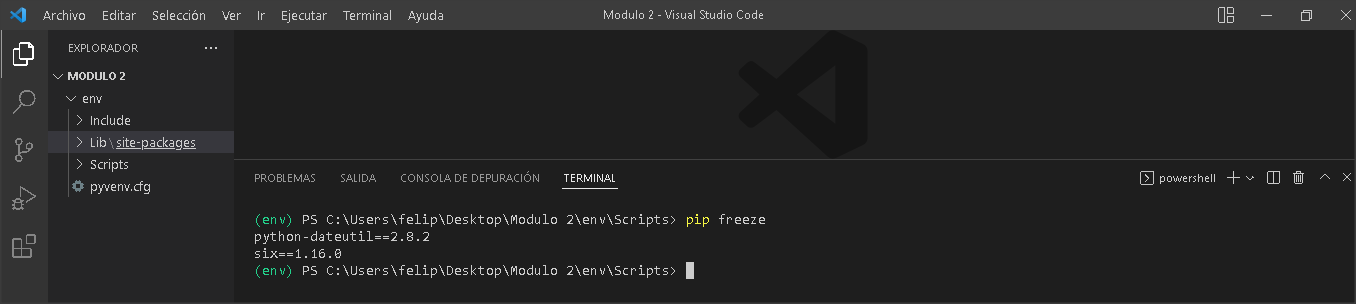 Archivo Editar Selección Ver Ir Ejecutar Terminal Ayuda Modulo 2 - Visual Studio Code
EXPLORADOR ...
MODULO 2
env
Include
Lib\site-packages
Scripts
pyvenv.cfg
PROBLEMAS SALIDA CONSOLA DE DEPURACIÓN TERMINAL powershell
(env) PS C:\Users\felip\Desktop\Modulo 2\env\Scripts> pip freeze
python-dateutil==2.8.2
six==1.16.0
(env) PS C:\Users\felip\Desktop\Modulo 2\env\Scripts>